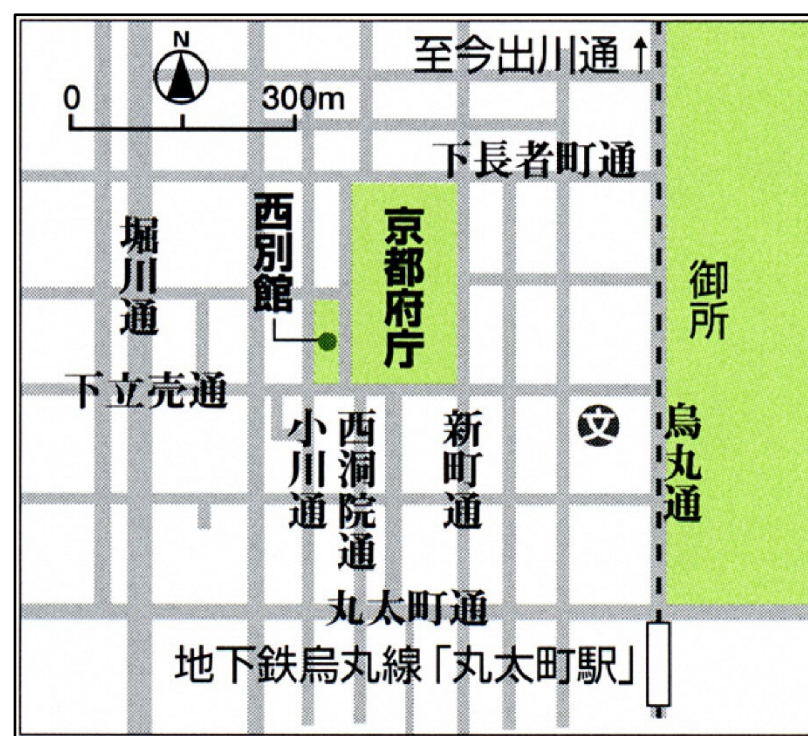 至今出川通↑
N
0 300m
下長者町通
堀川通
西別館
京都府庁
御所
下立売通
小川通
西洞院通
新町通
文
烏丸通
丸太町通
地下鉄烏丸線「丸太町駅」